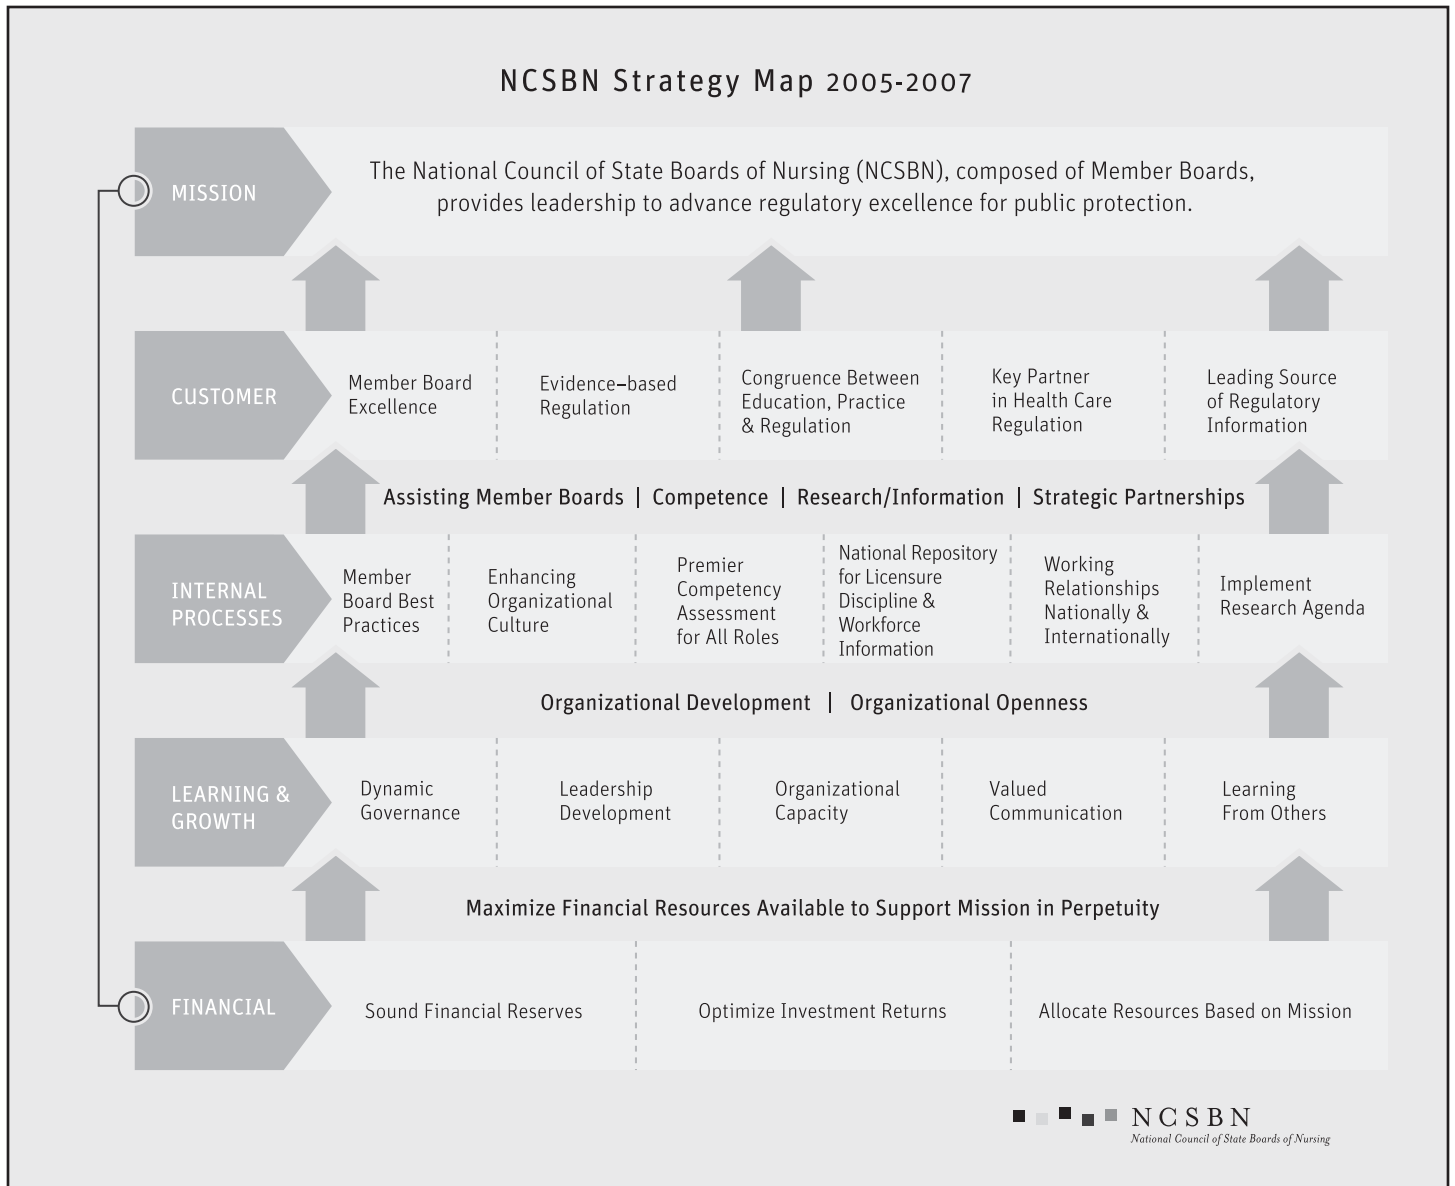 NCSBN Strategy Map 2005-2007
MISSION
The National Council of State Boards of Nursing (NCSBN), composed of Member Boards,
provides leadership to advance regulatory excellence for public protection.
CUSTOMER
Member Board
Excellence
Evidence–based
Regulation
Congruence Between
Education, Practice
& Regulation
Key Partner
in Health Care
Regulation
Leading Source
of Regulatory
Information
Assisting Member Boards | Competence | Research/Information | Strategic Partnerships
INTERNAL
PROCESSES
Member
Board Best
Practices
Enhancing
Organizational
Culture
Premier
Competency
Assessment
for All Roles
National Repository
for Licensure
Discipline &
Workforce
Information
Working
Relationships
Nationally &
Internationally
Implement
Research Agenda
Organizational Development | Organizational Openness
LEARNING &
GROWTH
Dynamic
Governance
Leadership
Development
Organizational
Capacity
Valued
Communication
Learning
From Others
Maximize Financial Resources Available to Support Mission in Perpetuity
FINANCIAL
Sound Financial Reserves
Optimize Investment Returns
Allocate Resources Based on Mission
NCSBN
National Council of State Boards of Nursing